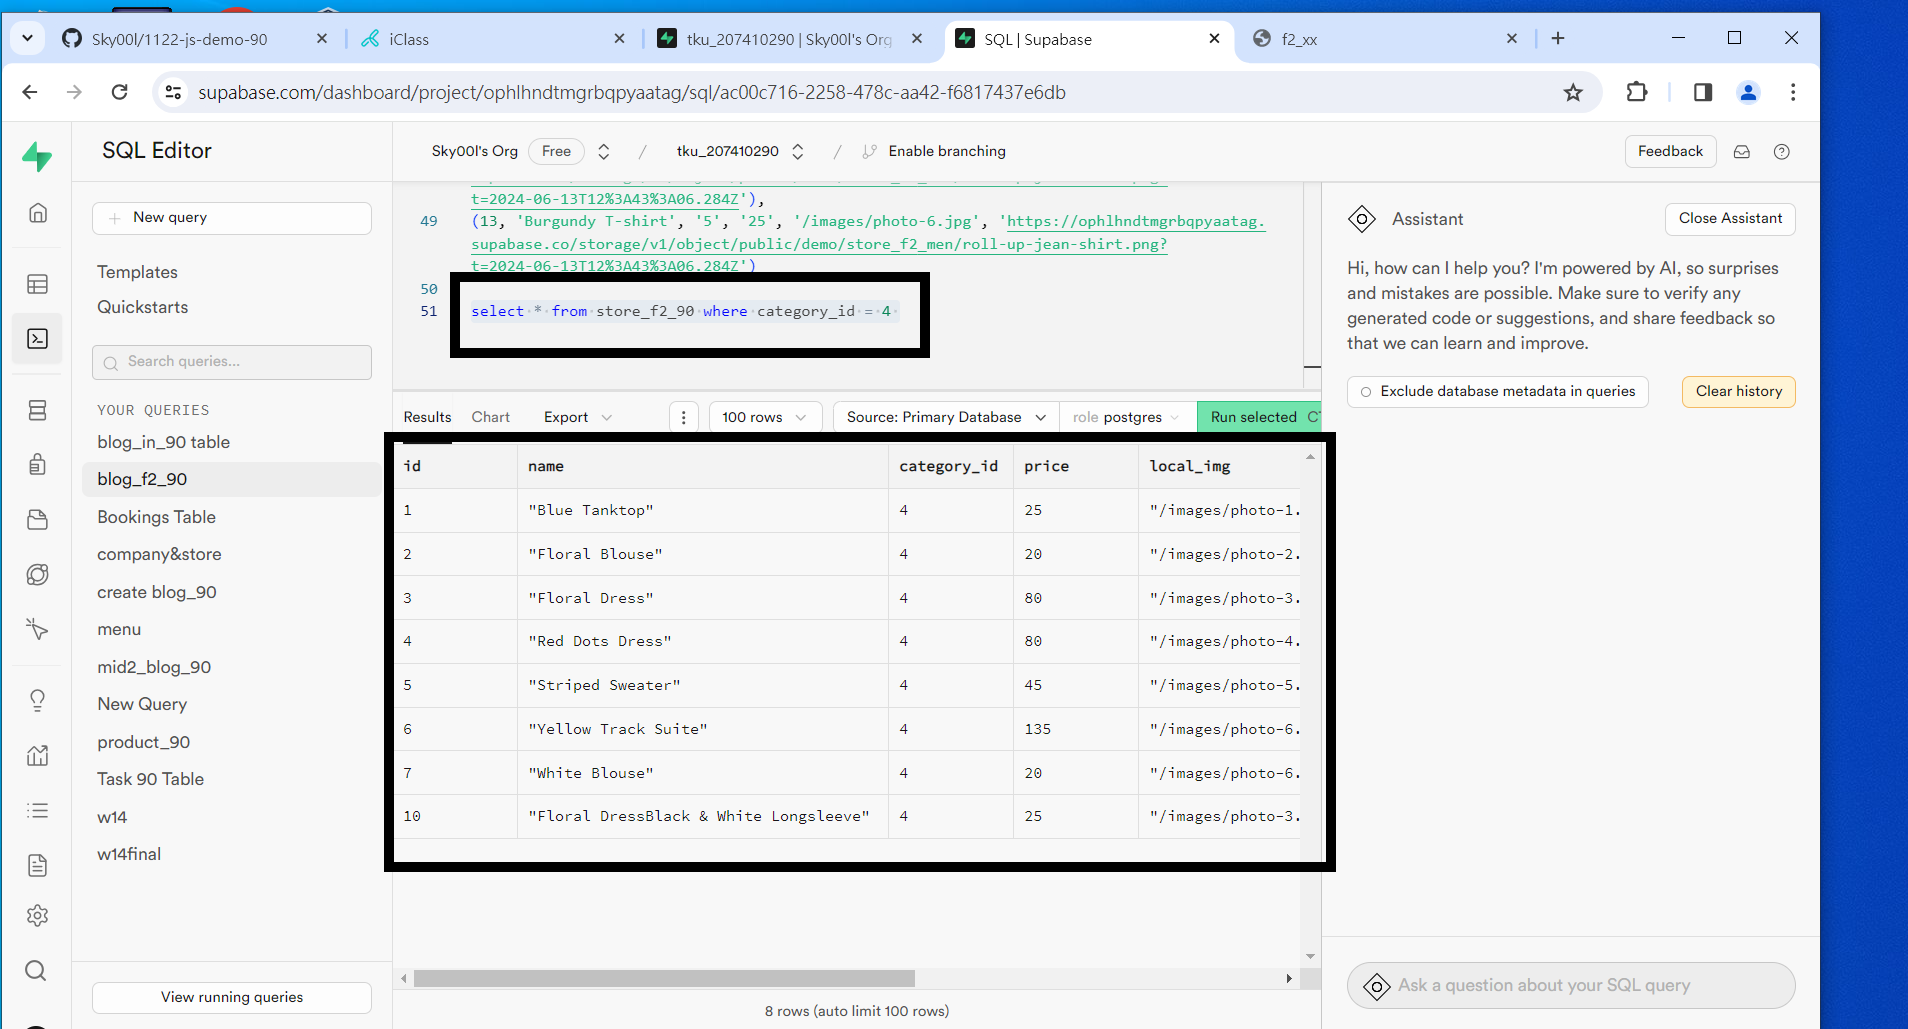 Sky00l/1122-js-demo-90
iClass
tku_207410290 | Sky00l's Org
SQL | Supabase
f2_xx
supabase.com/dashboard/project/ophlhndtmgrbqpyaatag/sql/ac00c716-2258-478c-aa42-f6817437e6db
SQL Editor
Sky00l's Org Free / tku_207410290 / Enable branching
Feedback
New query
Templates
Quickstarts
Search queries...
YOUR QUERIES
blog_in_90 table
blog_f2_90
Bookings Table
company&store
create blog_90
menu
mid2_blog_90
New Query
product_90
Task 90 Table
w14
w14final
View running queries
t=2024-06-13T12%3A43%3A06.284Z'),
49 (13, 'Burgundy T-shirt', '5', '25', '/images/photo-6.jpg', 'https://ophlhndtmgrbqpyaatag.
supabase.co/storage/v1/object/public/demo/store_f2_men/roll-up-jean-shirt.png?
t=2024-06-13T12%3A43%3A06.284Z')
50
51 select * from store_f2_90 where category_id = 4
Results Chart Export 100 rows Source: Primary Database role postgres Run selected
id name category_id price local_img
1 "Blue Tanktop" 4 25 "/images/photo-1.
2 "Floral Blouse" 4 20 "/images/photo-2.
3 "Floral Dress" 4 80 "/images/photo-3.
4 "Red Dots Dress" 4 80 "/images/photo-4.
5 "Striped Sweater" 4 45 "/images/photo-5.
6 "Yellow Track Suite" 4 135 "/images/photo-6.
7 "White Blouse" 4 20 "/images/photo-6.
10 "Floral DressBlack & White Longsleeve" 4 25 "/images/photo-3.
8 rows (auto limit 100 rows)
Assistant
Close Assistant
Hi, how can I help you? I'm powered by AI, so surprises
and mistakes are possible. Make sure to verify any
generated code or suggestions, and share feedback so
that we can learn and improve.
Exclude database metadata in queries
Clear history
Ask a question about your SQL query